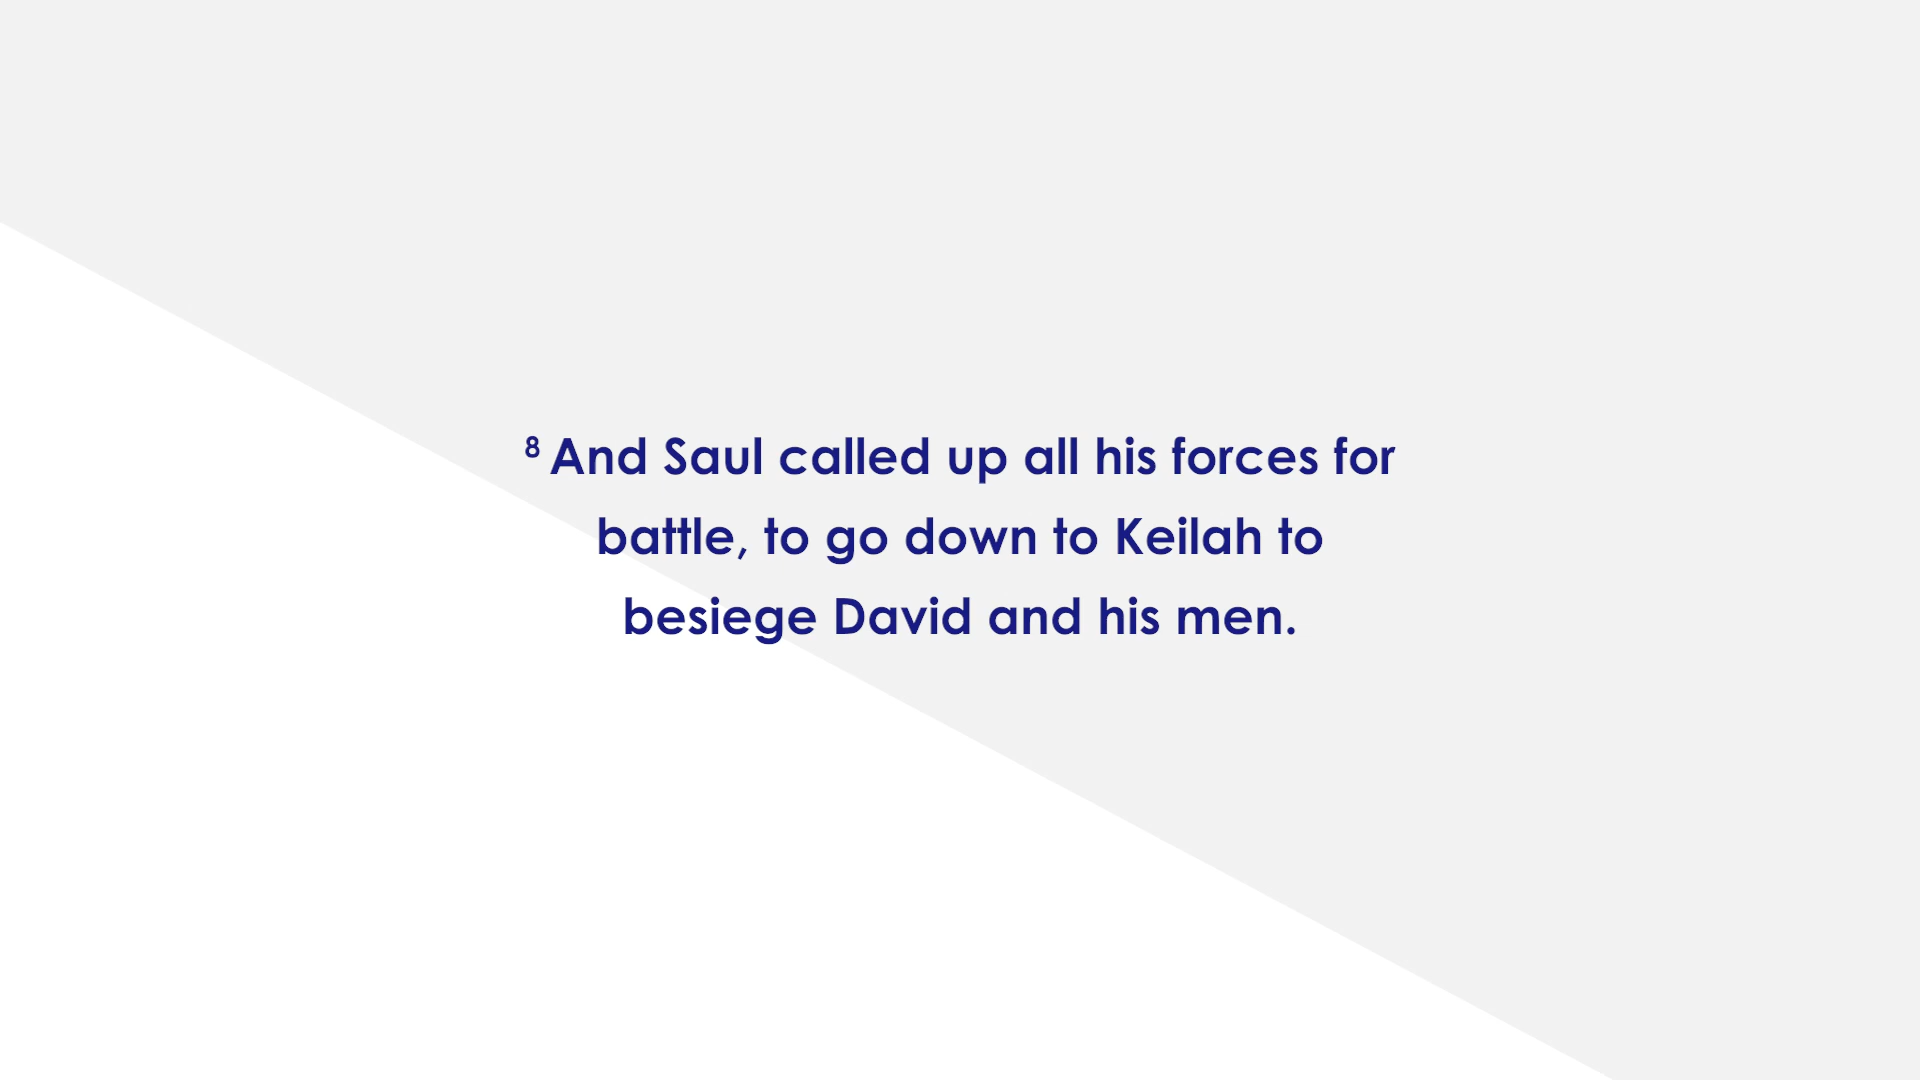 ⁸ And Saul called up all his forces for
battle, to go down to Keilah to
besiege David and his men.